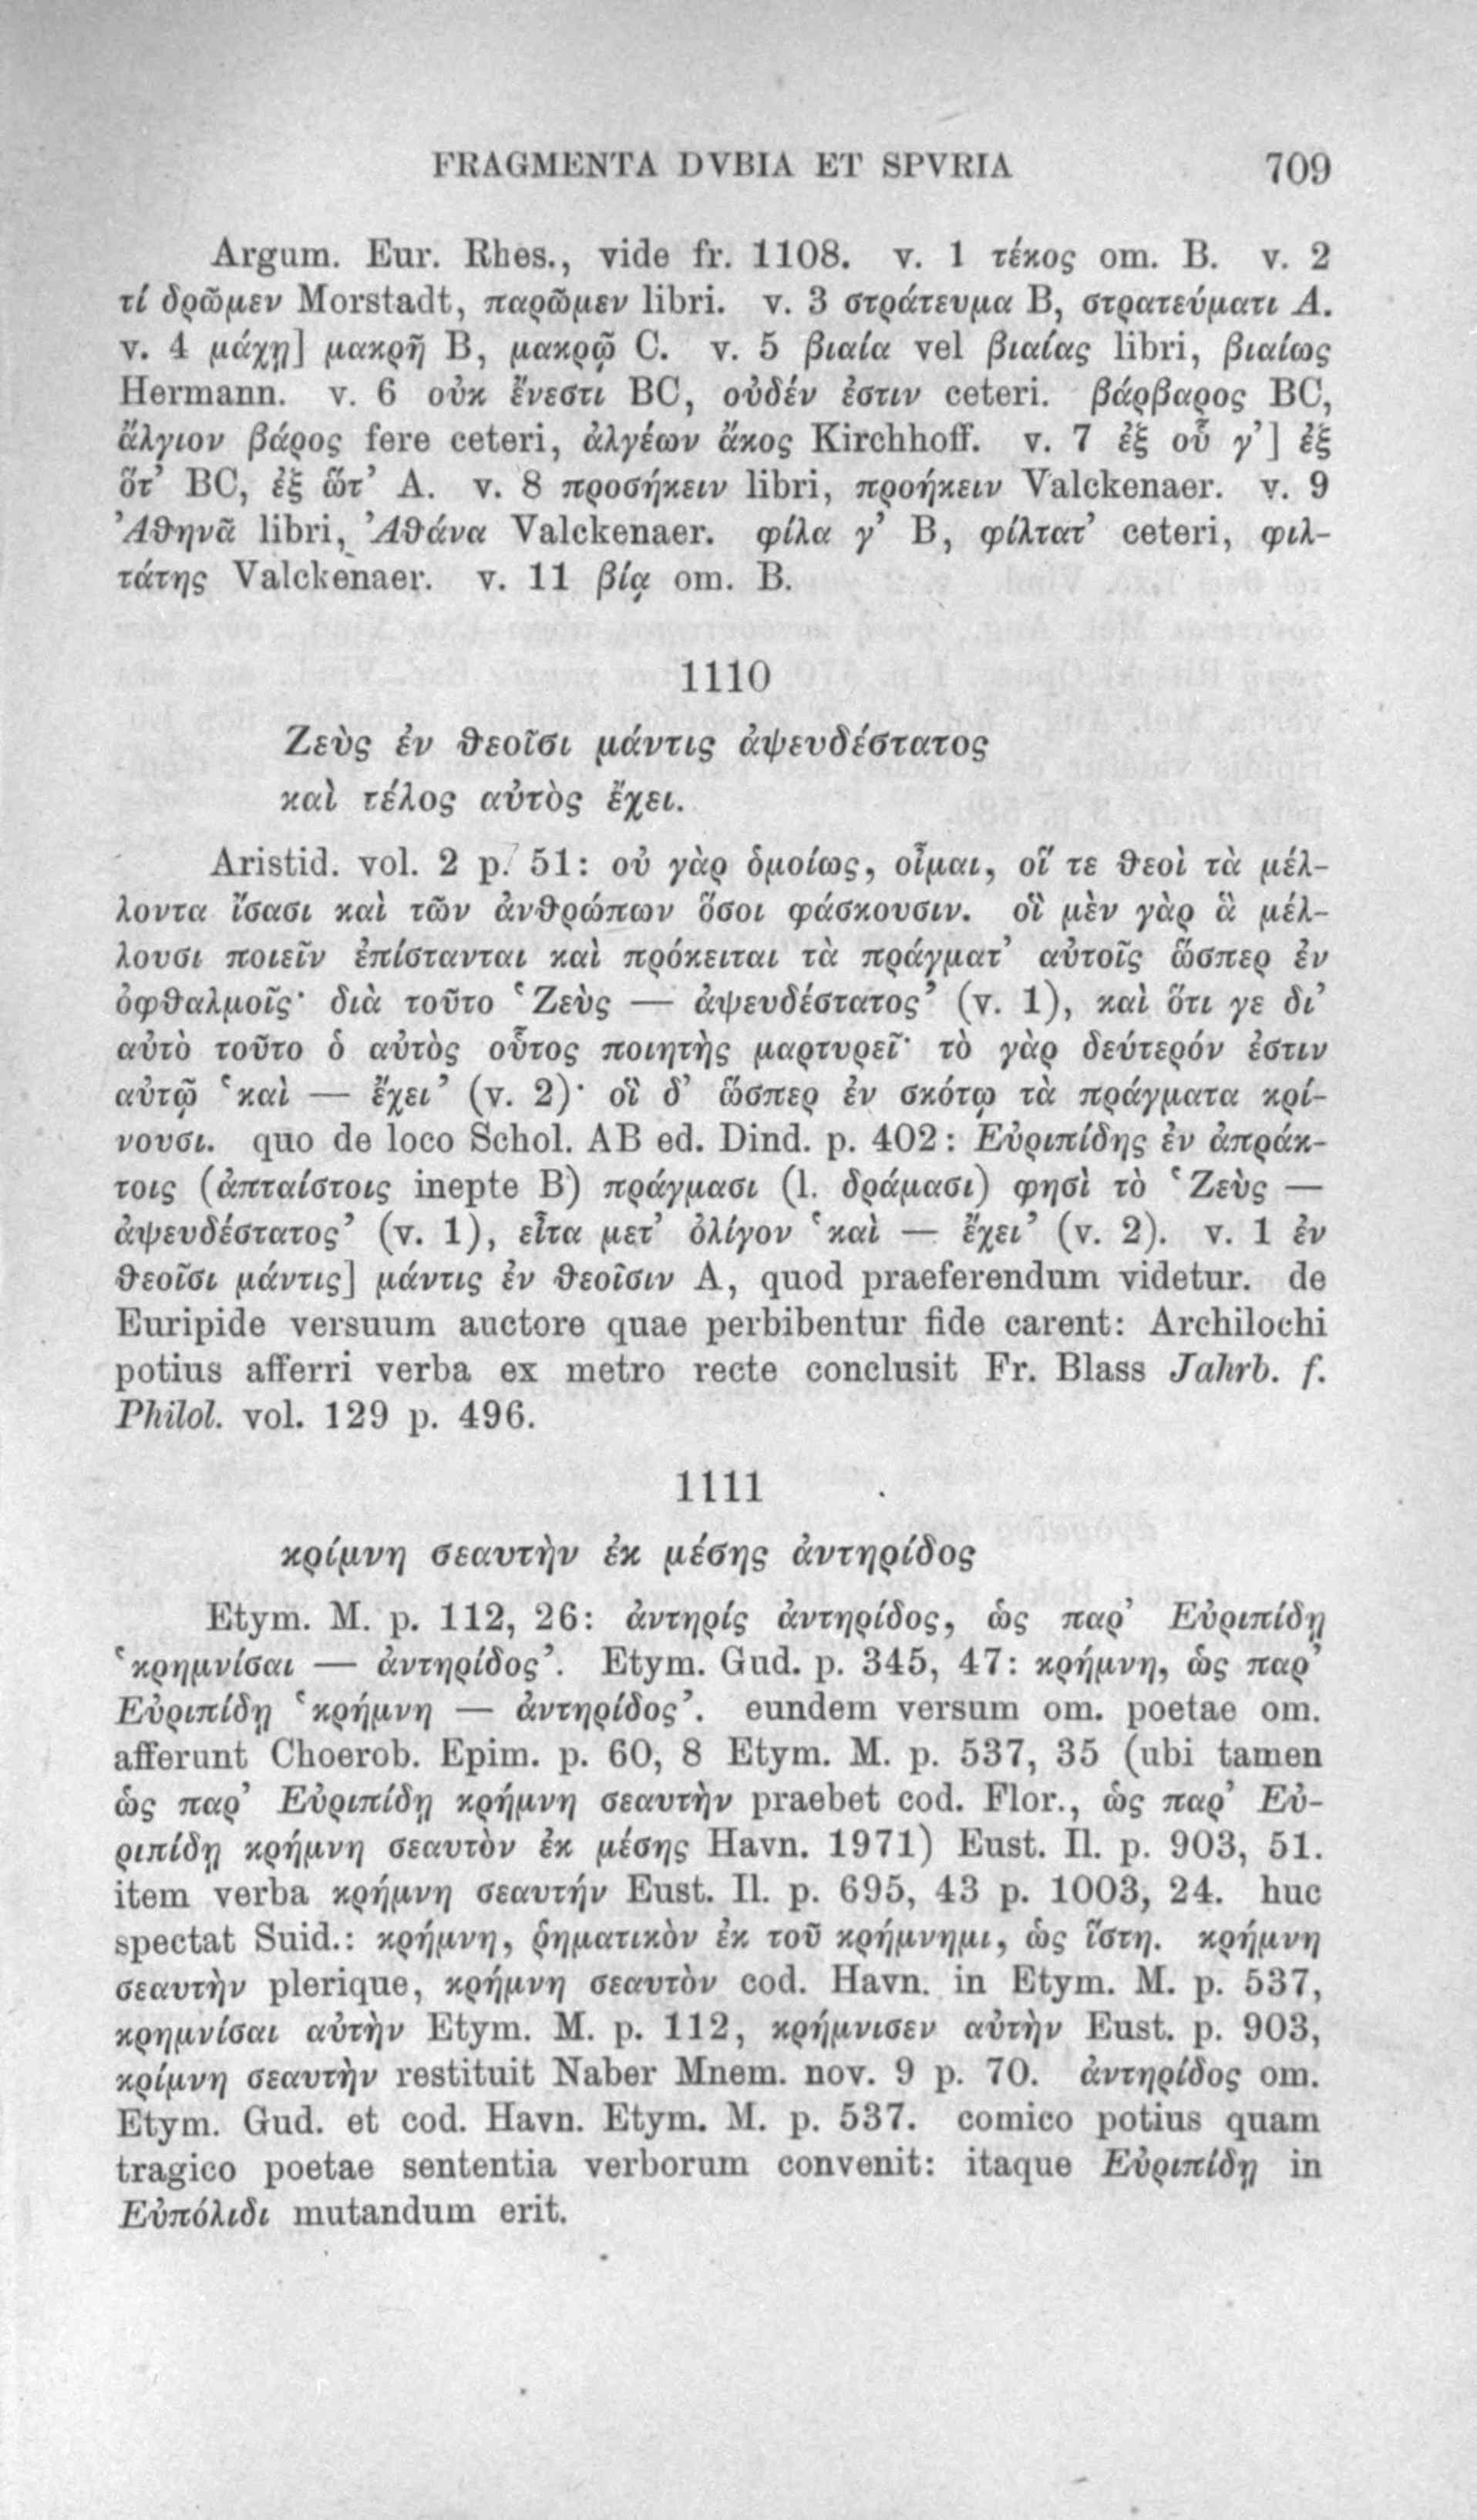 FRAGMENTA DVBIA ET SPVRIA 709
Argum. Eur. Rhes., vide fr. 1108. v. 1 τέκος om. B. v. 2
τί δρῶμεν Morstadt, παρῶμεν libri. v. 3 στράτευμα B, στρατεύματι A.
v. 4 μάχῃ] μακρῆ B, μακρῷ C. v. 5 βιαία vel βιαίας libri, βιαίως
Hermann. v. 6 οὐκ ἔνεστι BC, οὐδέν ἐστιν ceteri. βάρβαρος BC,
ἄλγιον βάρος fere ceteri, ἀλγέων ἄκος Kirchhoff. v. 7 ἐξ οὗ γ’] ἐξ
ὅτ’ BC, ἐξ ὥτ’ A. v. 8 προσήκειν libri, προήκειν Valckenaer. v. 9
’Αθηνᾶ libri, ’Αθάνα Valckenaer. φίλα γ’ B, φίλτατ’ ceteri, φιλ-
τάτης Valckenaer. v. 11 βίᾳ om. B.
1110
Ζεὺς ἐν θεοῖσι μάντις ἀψευδέστατος
καὶ τέλος αὐτὸς ἔχει.
Aristid. vol. 2 p. 51: οὐ γὰρ ὁμοίως, οἶμαι, οἵ τε θεοὶ τὰ μέλ-
λοντα ἴσασι καὶ τῶν ἀνθρώπων ὅσοι φάσκουσιν. οἳ μὲν γὰρ ἃ μέλ-
λουσι ποιεῖν ἐπίστανται καὶ πρόκειται τὰ πράγματ’ αὐτοῖς ὥσπερ ἐν
ὀφθαλμοῖς· διὰ τοῦτο ‘Ζεὺς — ἀψευδέστατος’ (v. 1), καὶ ὅτι γε δι’
αὐτὸ τοῦτο ὁ αὐτὸς οὗτος ποιητὴς μαρτυρεῖ· τὸ γὰρ δεύτερόν ἐστιν
αὐτῷ ‘καὶ — ἔχει’ (v. 2)· οἳ δ’ ὥσπερ ἐν σκότῳ τὰ πράγματα κρί-
νουσι. quo de loco Schol. AB ed. Dind. p. 402: Εὐριπίδης ἐν ἀπράκ-
τοις (ἀπταίστοις inepte B) πράγμασι (l. δράμασι) φησὶ τὸ ‘Ζεὺς —
ἀψευδέστατος’ (v. 1), εἶτα μετ’ ὀλίγον ‘καὶ — ἔχει’ (v. 2). v. 1 ἐν
θεοῖσι μάντις] μάντις ἐν θεοῖσιν A, quod praeferendum videtur. de
Euripide versuum auctore quae perbibentur fide carent: Archilochi
potius afferri verba ex metro recte conclusit Fr. Blass Jahrb. f.
Philol. vol. 129 p. 496.
1111
κρίμνη σεαυτὴν ἐκ μέσης ἀντηρίδος
Etym. M. p. 112, 26: ἀντηρίς ἀντηρίδος, ὡς παρ’ Εὐριπίδῃ
‘κρημνίσαι — ἀντηρίδος’. Etym. Gud. p. 345, 47: κρήμνη, ὡς παρ’
Εὐριπίδῃ ‘κρήμνη — ἀντηρίδος’. eundem versum om. poetae om.
afferunt Choerob. Epim. p. 60, 8 Etym. M. p. 537, 35 (ubi tamen
ὡς παρ’ Εὐριπίδῃ κρήμνη σεαυτὴν praebet cod. Flor., ὡς παρ’ Εὐ-
ριπίδῃ κρήμνη σεαυτὸν ἐκ μέσης Havn. 1971) Eust. Il. p. 903, 51.
item verba κρήμνη σεαυτήν Eust. Il. p. 695, 43 p. 1003, 24. huc
spectat Suid.: κρήμνη, ῥηματικὸν ἐκ τοῦ κρήμνημι, ὡς ἵστη. κρήμνη
σεαυτὴν plerique, κρήμνη σεαυτὸν cod. Havn. in Etym. M. p. 537,
κρημνίσαι αὐτὴν Etym. M. p. 112, κρήμνισεν αὐτὴν Eust. p. 903,
κρίμνη σεαυτὴν restituit Naber Mnem. nov. 9 p. 70. ἀντηρίδος om.
Etym. Gud. et cod. Havn. Etym. M. p. 537. comico potius quam
tragico poetae sententia verborum convenit: itaque Εὐριπίδῃ in
Εὐπόλιδι mutandum erit.